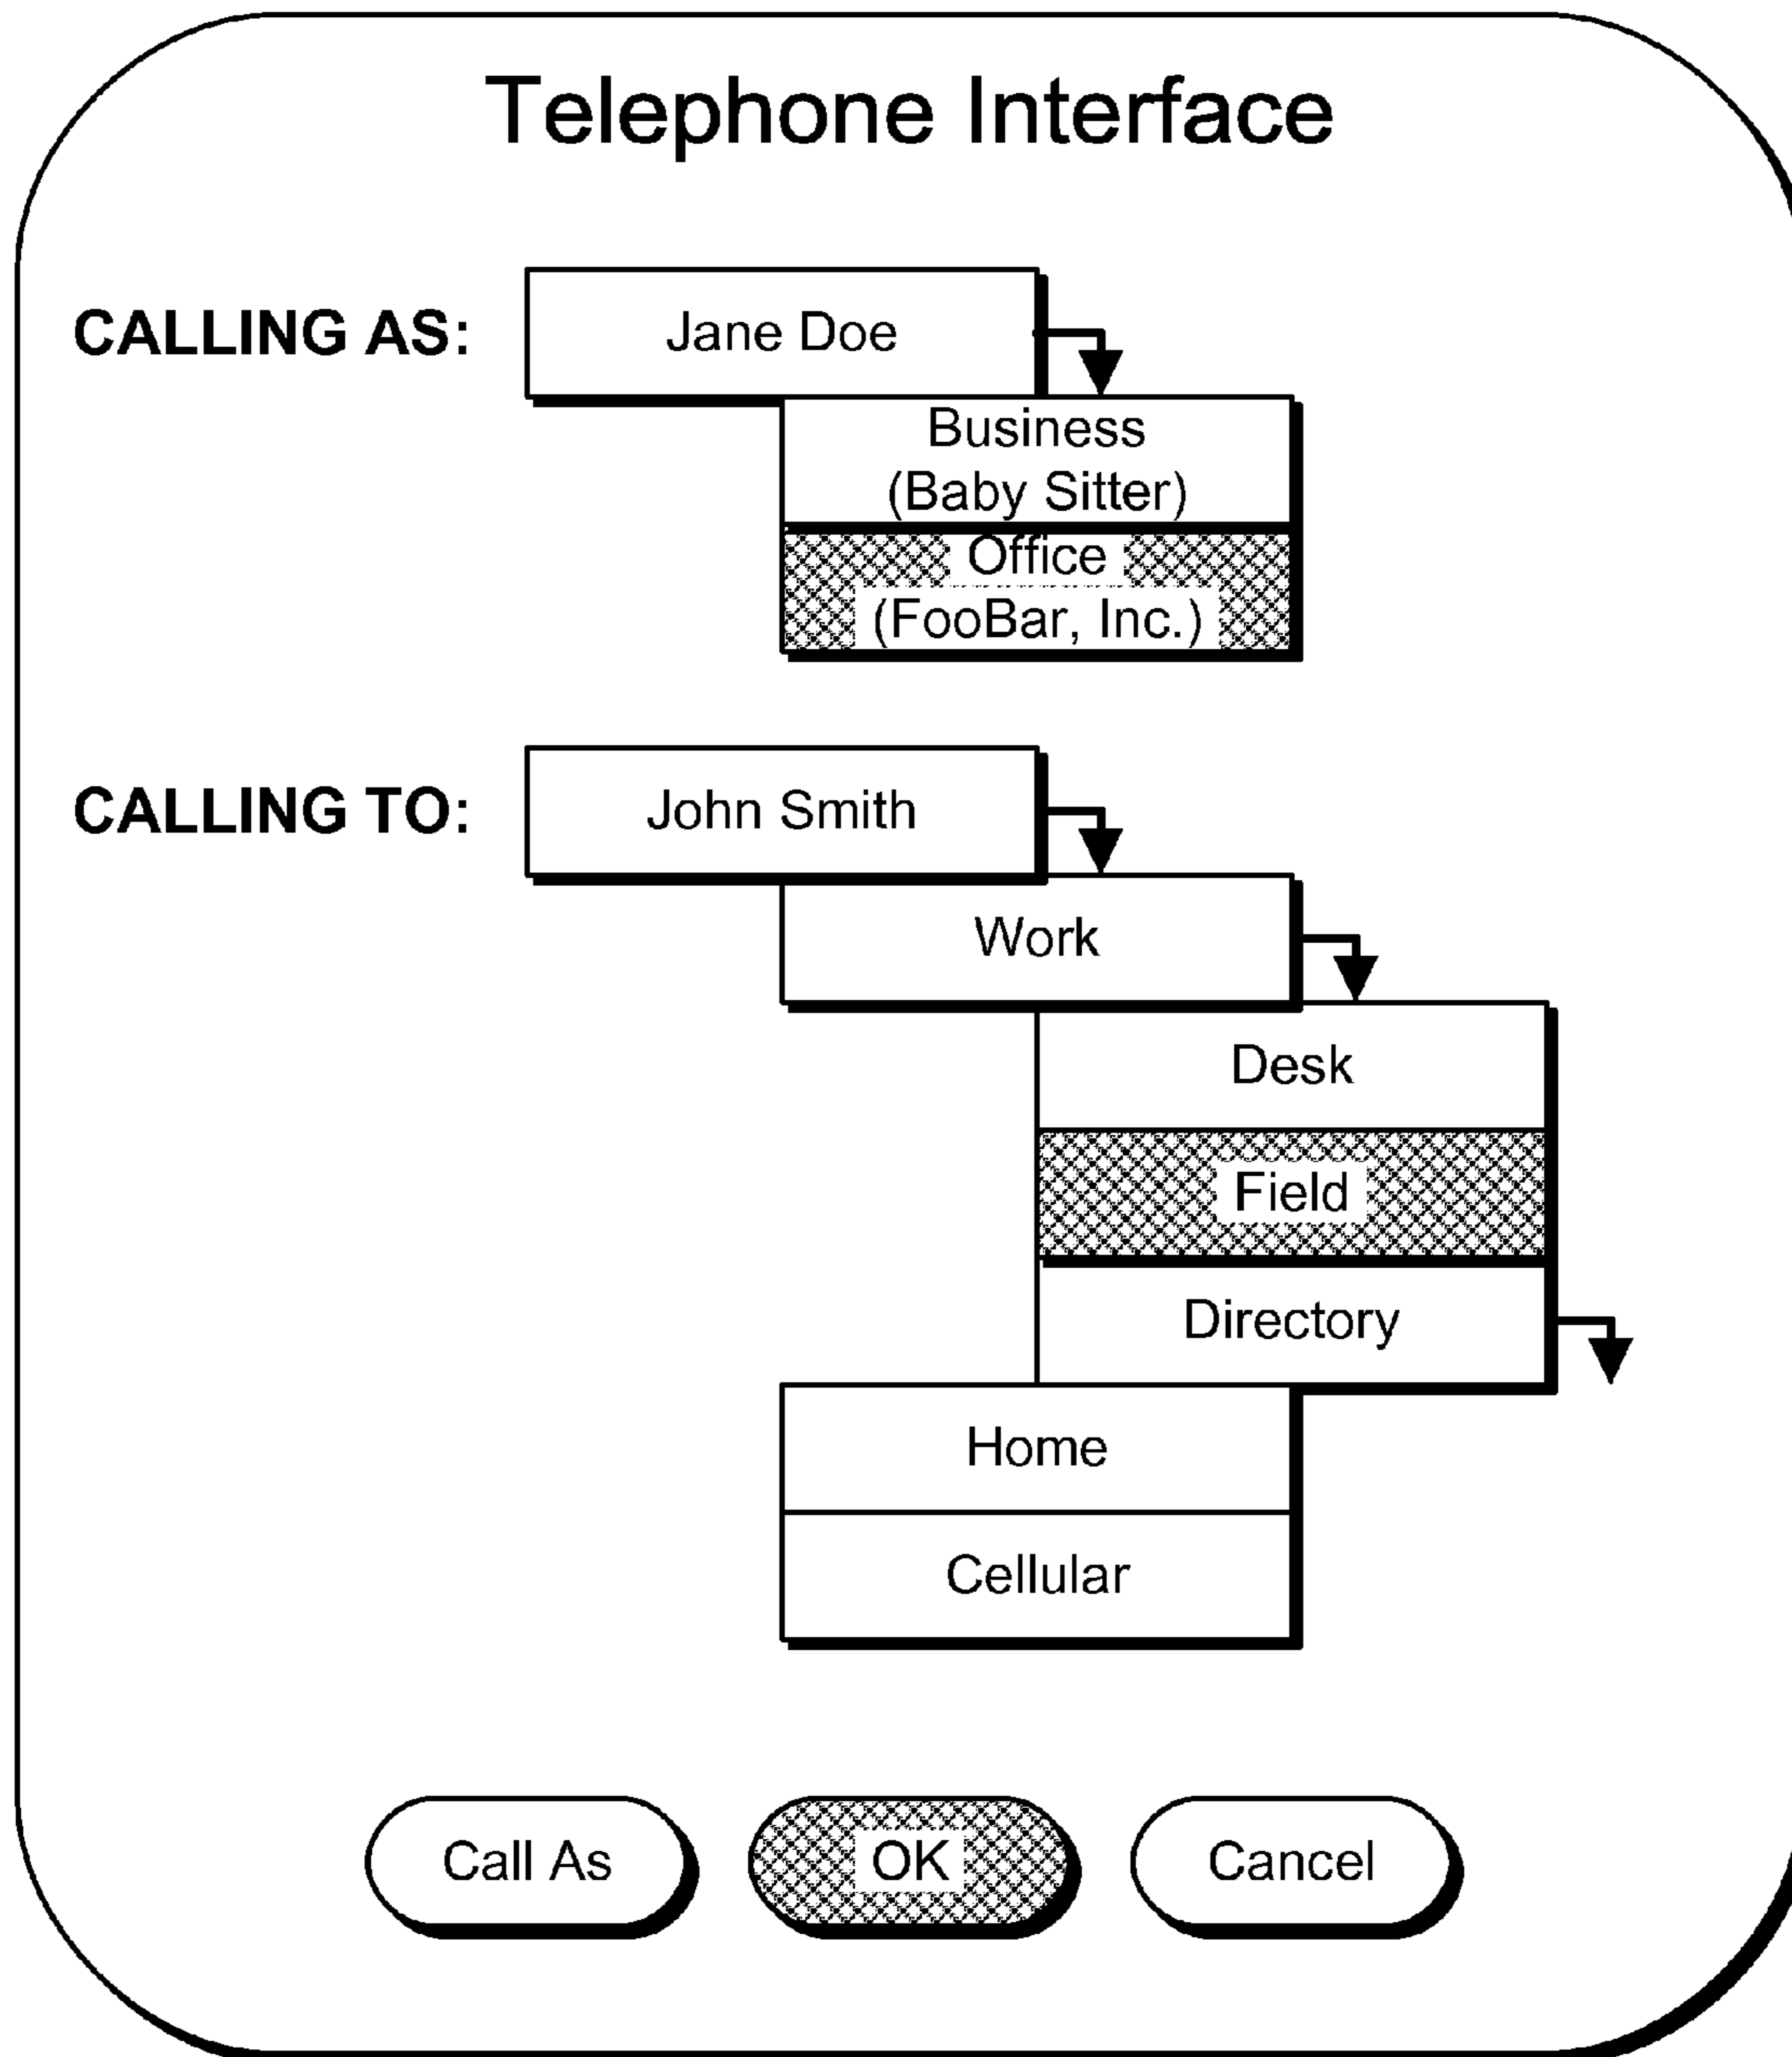 Telephone Interface
CALLING AS:
Jane Doe
Business
(Baby Sitter)
Office
(FooBar, Inc.)
CALLING TO:
John Smith
Work
Desk
Field
Directory
Home
Cellular
Call As
OK
Cancel